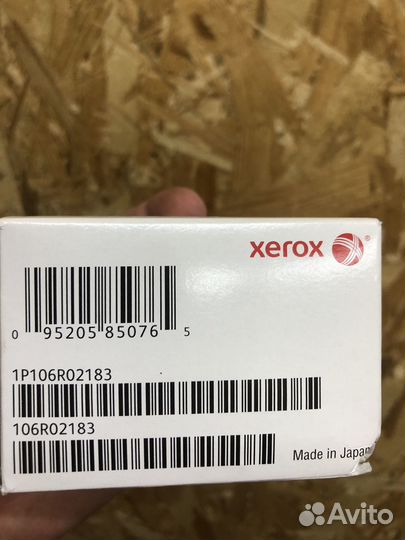 xerox
0 95205 85076 5
1P106R02183
106R02183
Made in Japan
Avito